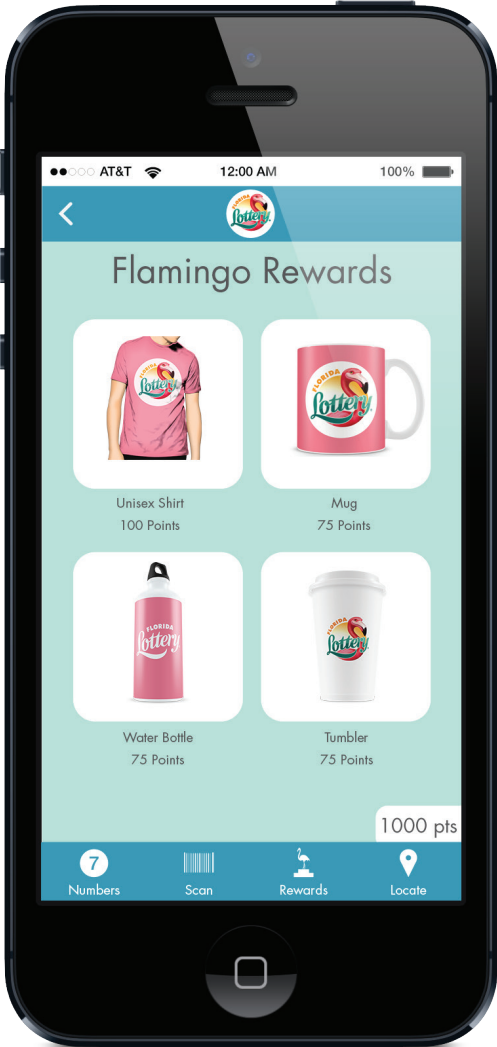 AT&T 12:00 AM 100%
FLORIDA
Lottery
Flamingo Rewards
FLORIDA
Lottery
FLORIDA
Lottery
Unisex Shirt
100 Points
Mug
75 Points
FLORIDA
Lottery
FLORIDA
Lottery
Water Bottle
75 Points
Tumbler
75 Points
1000 pts
7
Numbers
Scan
Rewards
Locate